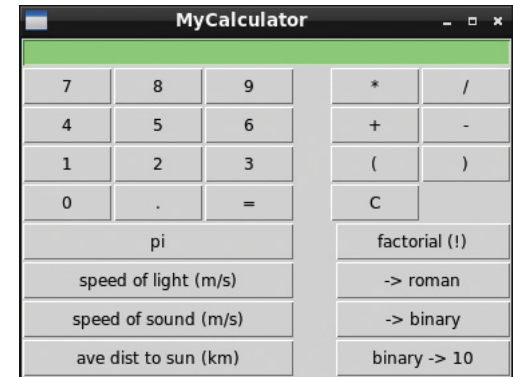 MyCalculator
7 8 9 * /
4 5 6 + -
1 2 3 ( )
0 . = C
pi factorial (!)
speed of light (m/s) -> roman
speed of sound (m/s) -> binary
ave dist to sun (km) binary -> 10